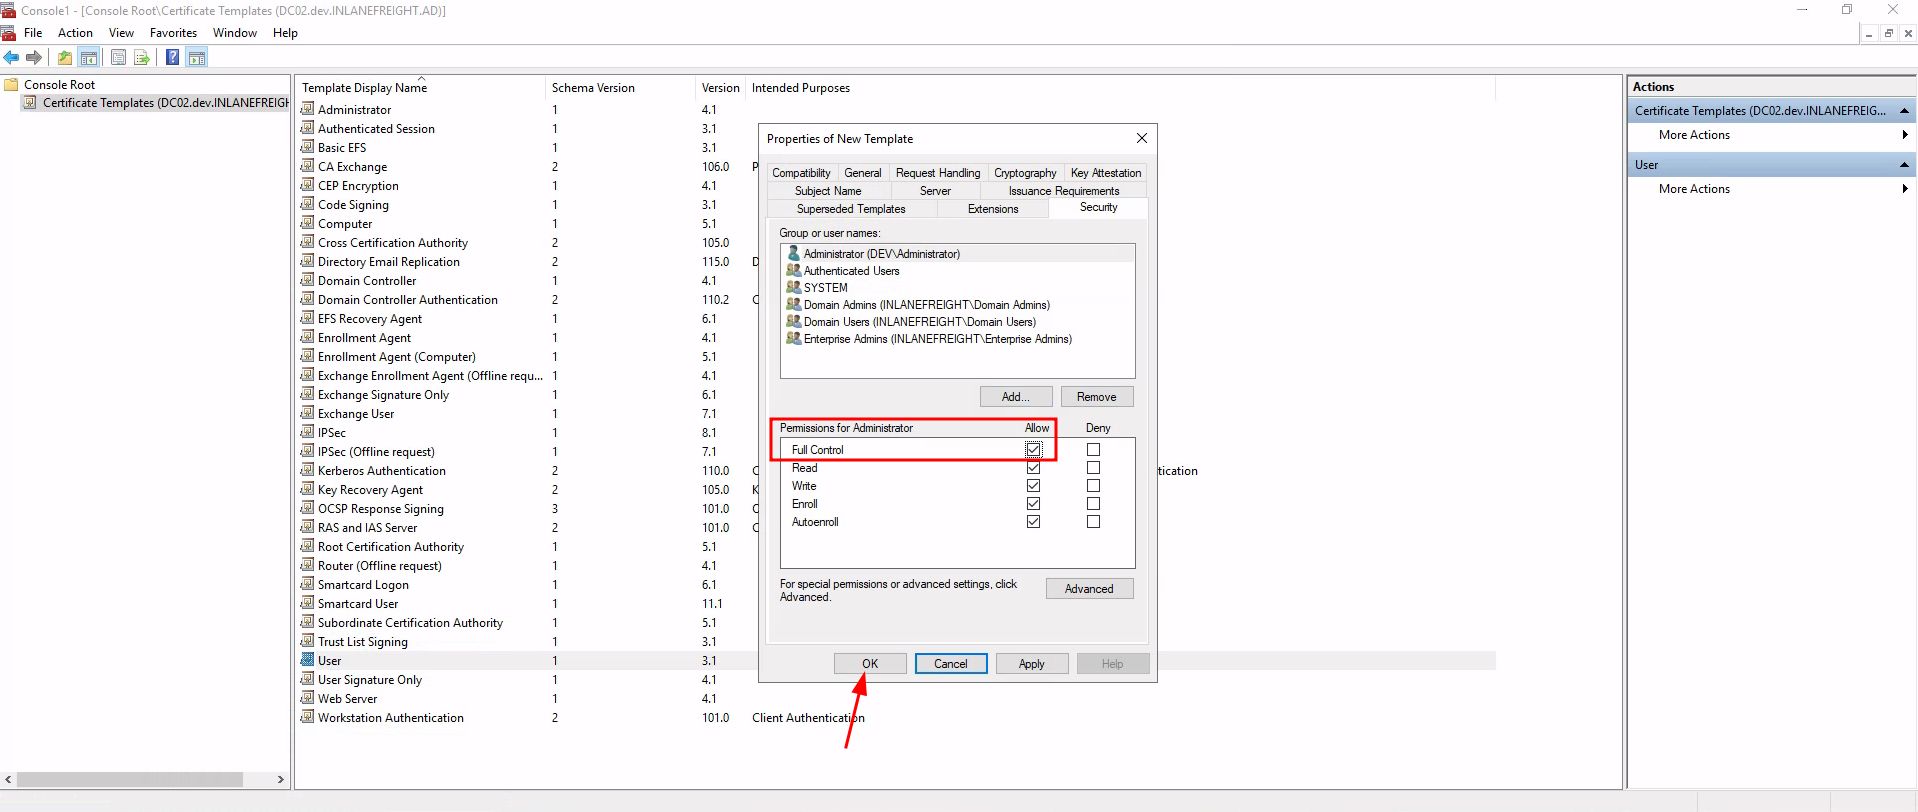 Console1 - [Console Root\Certificate Templates (DC02.dev.INLANEFREIGHT.AD)]
File Action View Favorites Window Help
Console Root
Certificate Templates (DC02.dev.INLANEFREIGH
Template Display Name Schema Version Version Intended Purposes
Administrator 1 4.1
Authenticated Session 1 3.1
Basic EFS 1 3.1
CA Exchange 2 106.0 P
CEP Encryption 1 4.1
Code Signing 1 3.1
Computer 1 5.1
Cross Certification Authority 2 105.0
Directory Email Replication 2 115.0 D
Domain Controller 1 4.1
Domain Controller Authentication 2 110.2 C
EFS Recovery Agent 1 6.1
Enrollment Agent 1 4.1
Enrollment Agent (Computer) 1 5.1
Exchange Enrollment Agent (Offline requ... 1 4.1
Exchange Signature Only 1 6.1
Exchange User 1 7.1
IPSec 1 8.1
IPSec (Offline request) 1 7.1
Kerberos Authentication 2 110.0 C tication
Key Recovery Agent 2 105.0 K
OCSP Response Signing 3 101.0 C
RAS and IAS Server 2 101.0 C
Root Certification Authority 1 5.1
Router (Offline request) 1 4.1
Smartcard Logon 1 6.1
Smartcard User 1 11.1
Subordinate Certification Authority 1 5.1
Trust List Signing 1 3.1
User 1 3.1
User Signature Only 1 4.1
Web Server 1 4.1
Workstation Authentication 2 101.0 Client Authentication
Properties of New Template
Compatibility General Request Handling Cryptography Key Attestation
Subject Name Server Issuance Requirements
Superseded Templates Extensions Security
Group or user names:
Administrator (DEV\Administrator)
Authenticated Users
SYSTEM
Domain Admins (INLANEFREIGHT\Domain Admins)
Domain Users (INLANEFREIGHT\Domain Users)
Enterprise Admins (INLANEFREIGHT\Enterprise Admins)
Add... Remove
Permissions for Administrator Allow Deny
Full Control
Read
Write
Enroll
Autoenroll
For special permissions or advanced settings, click
Advanced.
Advanced
OK Cancel Apply Help
Actions
Certificate Templates (DC02.dev.INLANEFREIG...
More Actions
User
More Actions